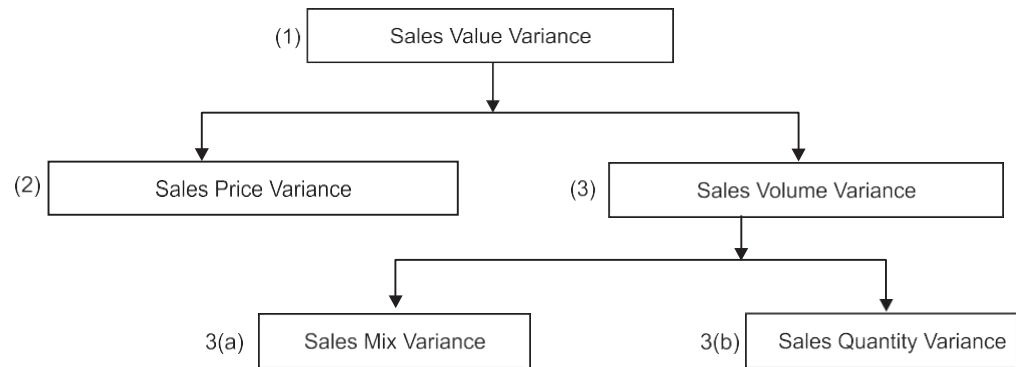 (1) Sales Value Variance
(2) Sales Price Variance (3) Sales Volume Variance
3(a) Sales Mix Variance 3(b) Sales Quantity Variance